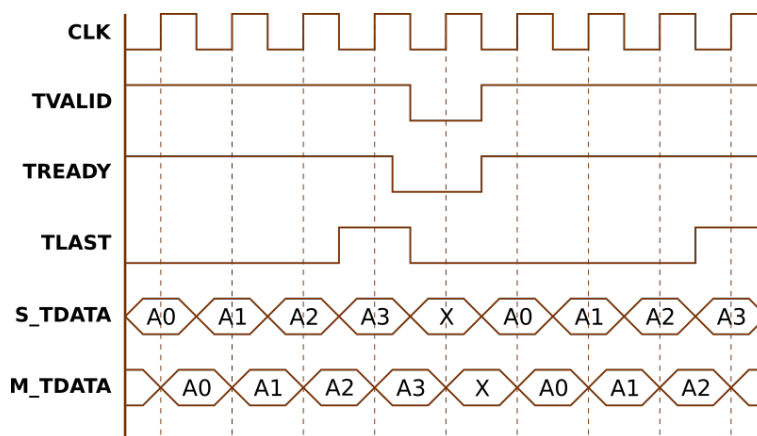 CLK
TVALID
TREADY
TLAST
S_TDATA A0 A1 A2 A3 X A0 A1 A2 A3
M_TDATA A0 A1 A2 A3 X A0 A1 A2